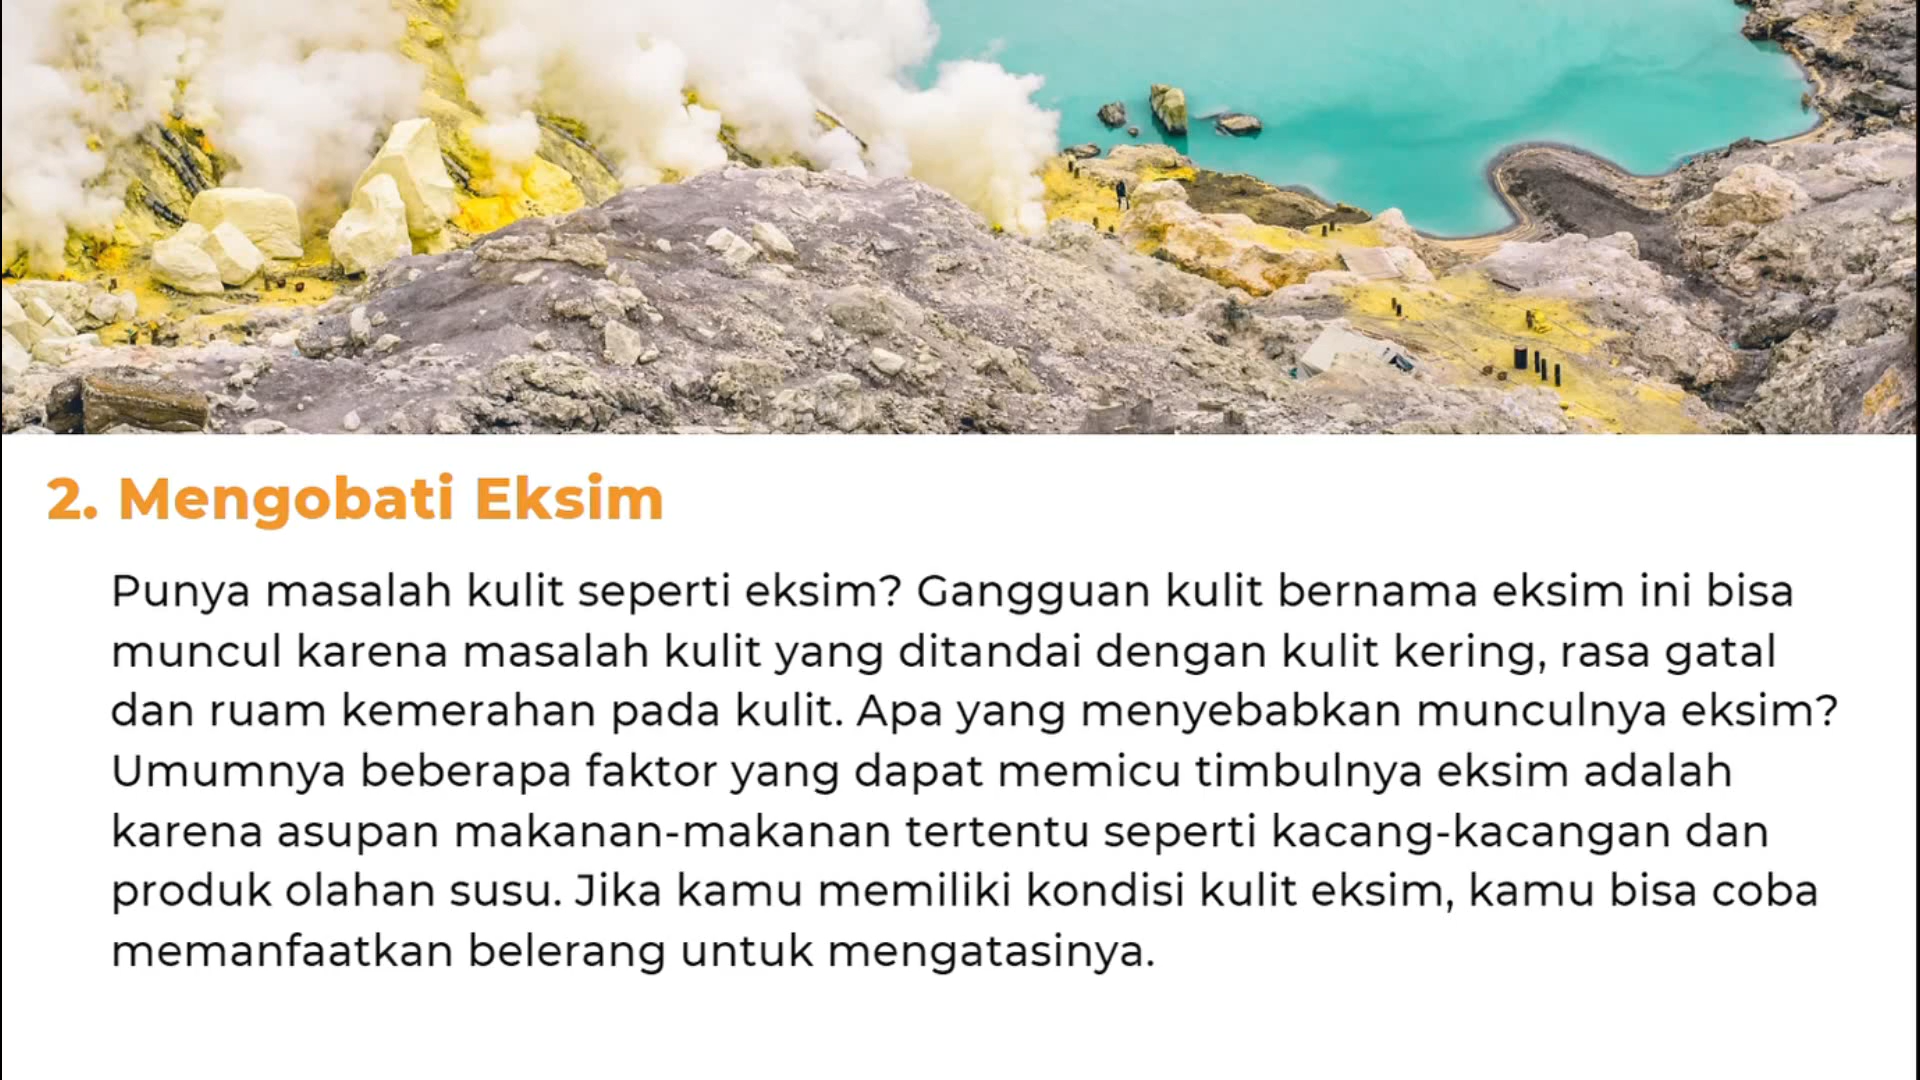 2. Mengobati Eksim
Punya masalah kulit seperti eksim? Gangguan kulit bernama eksim ini bisa
muncul karena masalah kulit yang ditandai dengan kulit kering, rasa gatal
dan ruam kemerahan pada kulit. Apa yang menyebabkan munculnya eksim?
Umumnya beberapa faktor yang dapat memicu timbulnya eksim adalah
karena asupan makanan-makanan tertentu seperti kacang-kacangan dan
produk olahan susu. Jika kamu memiliki kondisi kulit eksim, kamu bisa coba
memanfaatkan belerang untuk mengatasinya.